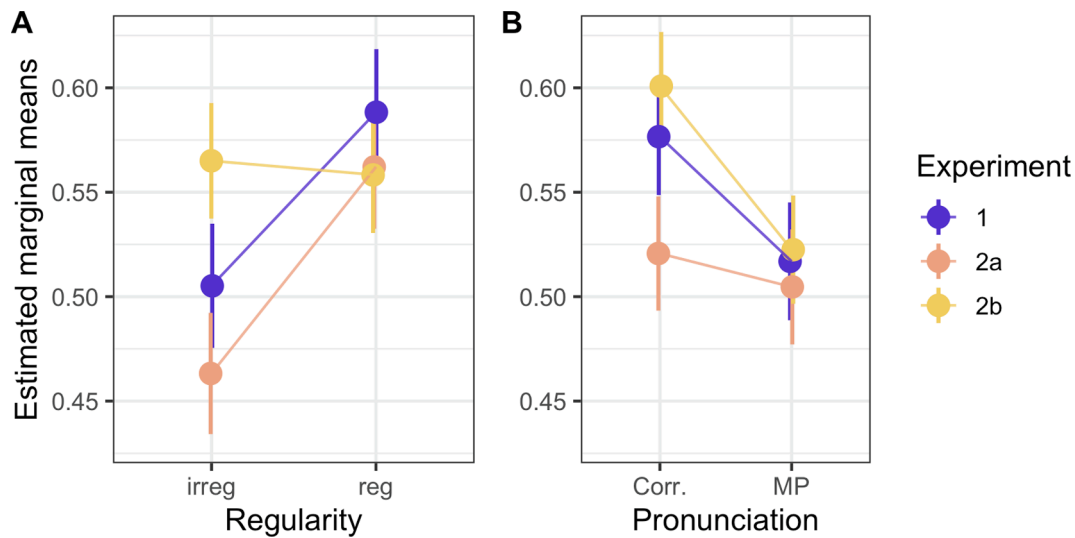 A
B
Estimated marginal means
0.60
0.55
0.50
0.45
irreg
reg
Regularity
0.60
0.55
0.50
0.45
Corr.
MP
Pronunciation
Experiment
1
2a
2b